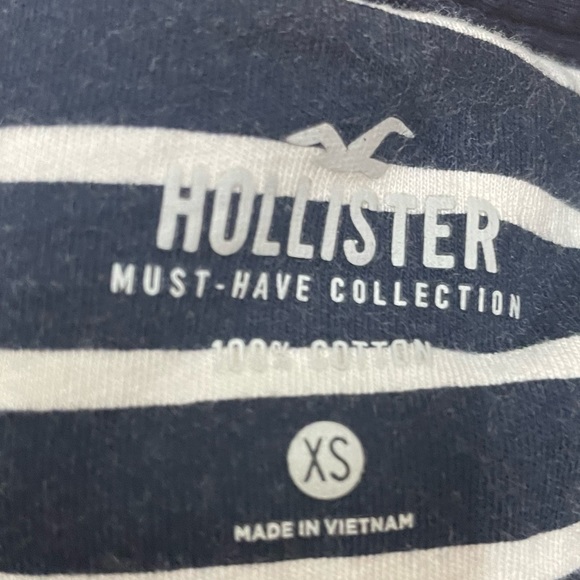 HOLLISTER
MUST-HAVE COLLECTION
100% COTTON
XS
MADE IN VIETNAM